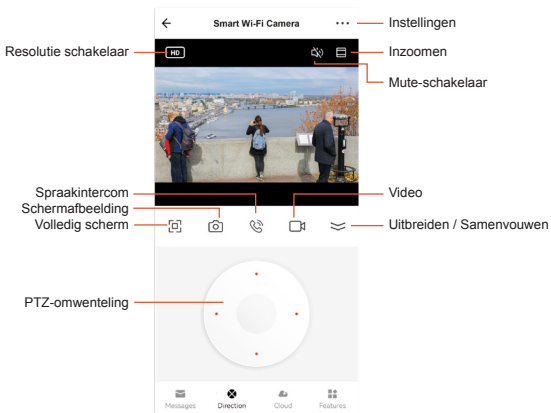 Smart Wi-Fi Camera
Instellingen
Resolutie schakelaar
HD
Inzoomen
Mute-schakelaar
Spraakintercom
Schermafbeelding
Volledig scherm
Video
Uitbreiden / Samenvouwen
PTZ-omwenteling
Messages
Direction
Cloud
Features